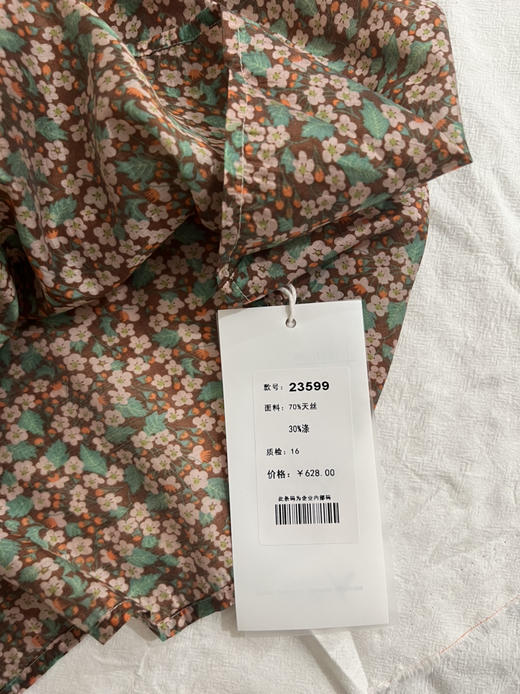 款号：23599
面料：70%天丝
30%涤
质检：16
价格：￥628.00
此条码为企业内部码